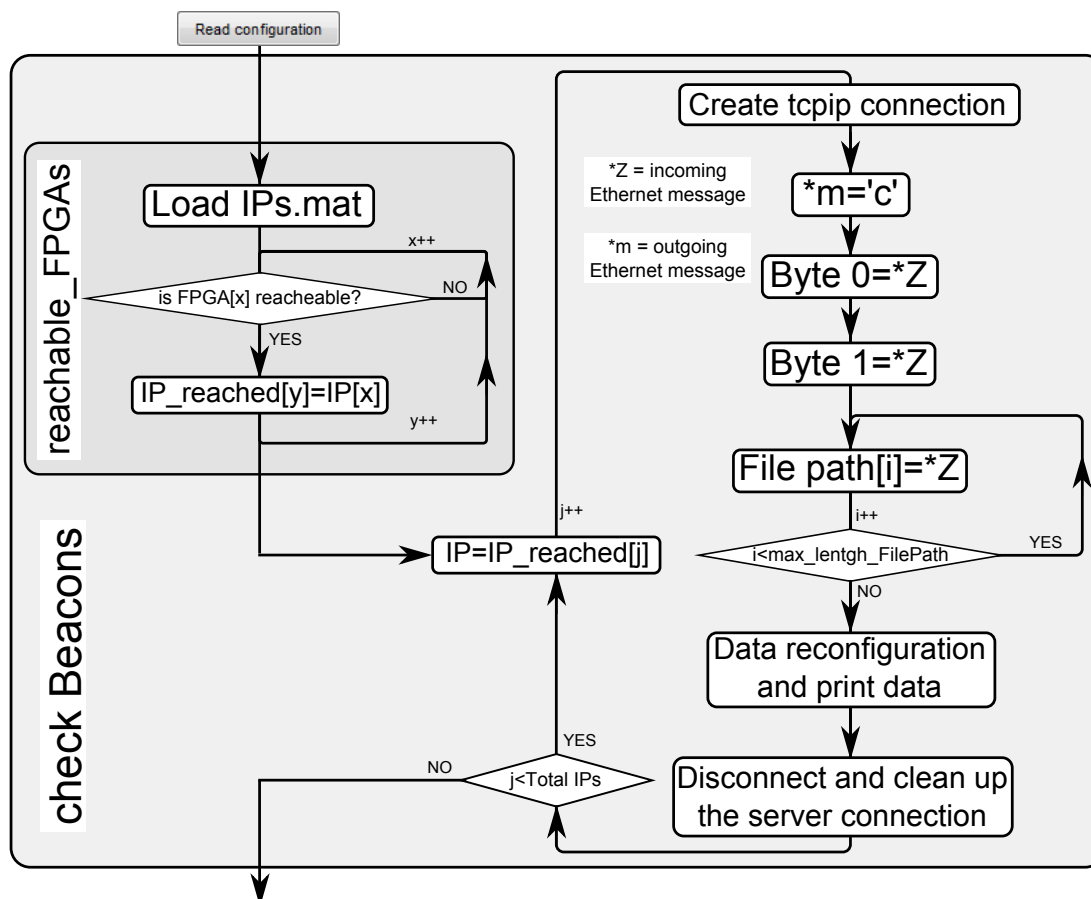 Read configuration
reachable_FPGAs
Load IPs.mat
x++
is FPGA[x] reacheable?
NO
YES
IP_reached[y]=IP[x]
y++
check Beacons
IP=IP_reached[j]
j++
Create tcpip connection
*Z = incoming
Ethernet message
*m='c'
*m = outgoing
Ethernet message
Byte 0=*Z
Byte 1=*Z
File path[i]=*Z
i++
i<max_lentgh_FilePath
YES
NO
Data reconfiguration
and print data
Disconnect and clean up
the server connection
j<Total IPs
YES
NO